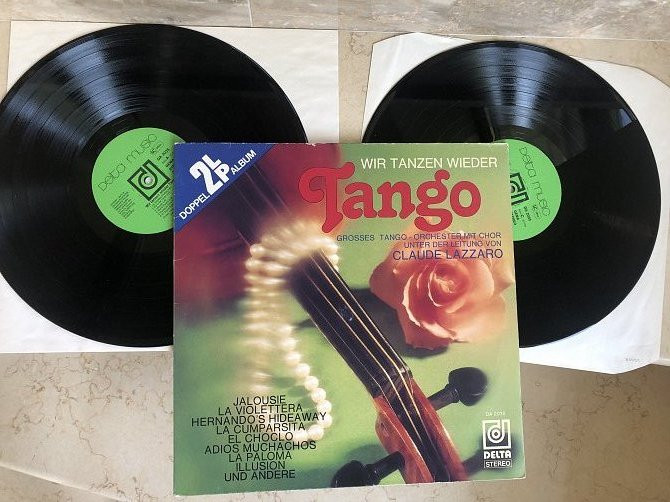 delta music
DOPPEL 2 LP ALBUM
WIR TANZEN WIEDER
Tango
GROSSES TANGO-ORCHESTER MIT CHOR
UNTER DER LEITUNG VON
CLAUDE LAZZARO
JALOUSIE
LA VIOLETTERA
HERNANDO'S HIDEAWAY
LA CUMPARSITA
EL CHOCLO
ADIOS MUCHACHOS
LA PALOMA
ILLUSION
UND ANDERE
DELTA
STEREO
delta music